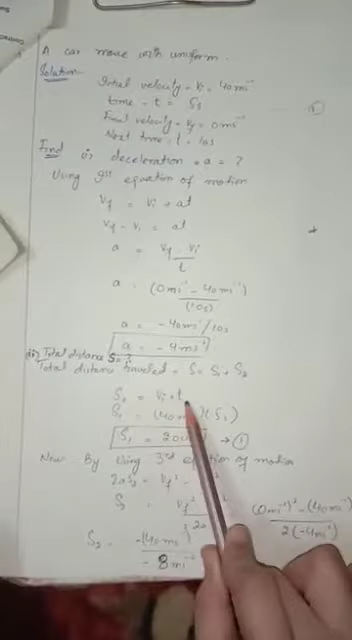 A car move with uniform.
Solution
Initial velocity = Vi = 40ms⁻¹
time = t = 5s
Final velocity = Vf = 0ms⁻¹
Next time = t = 10s
Find
i) deceleration = a = ?
Using 1st equation of motion
Vf = Vi + at
Vf - Vi = at
a = Vf - Vi / t
a = (0ms⁻¹ - 40ms⁻¹) / (10s)
a = -40ms⁻¹/10s
a = -4ms⁻²
ii) Total distance S = ?
Total distance traveled = S = S₁ + S₂
S₁ = Vi × t
S₁ = (40ms⁻¹)(5s)
S₁ = 200 → ①
Now By Using 3rd equation of motion
2aS₂ = Vf² -
S = Vf² / 2a (0ms⁻¹)² - (40ms⁻¹) / 2(-4ms⁻²)
S₂ = -(40ms⁻¹)² / -8ms⁻²